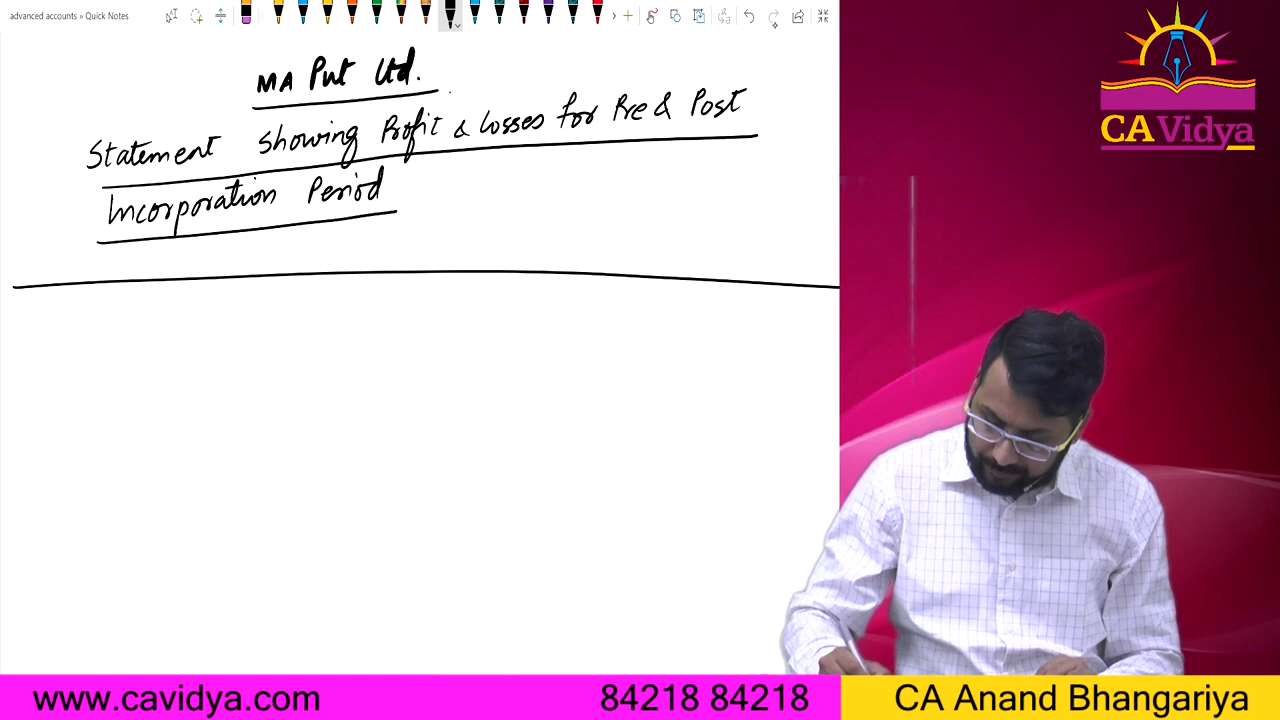 advanced accounts » Quick Notes
MA Pvt Ltd.
Statement showing Profit & Losses for Pre & Post
Incorporation Period
CA Vidya
www.cavidya.com
84218 84218
CA Anand Bhangariya